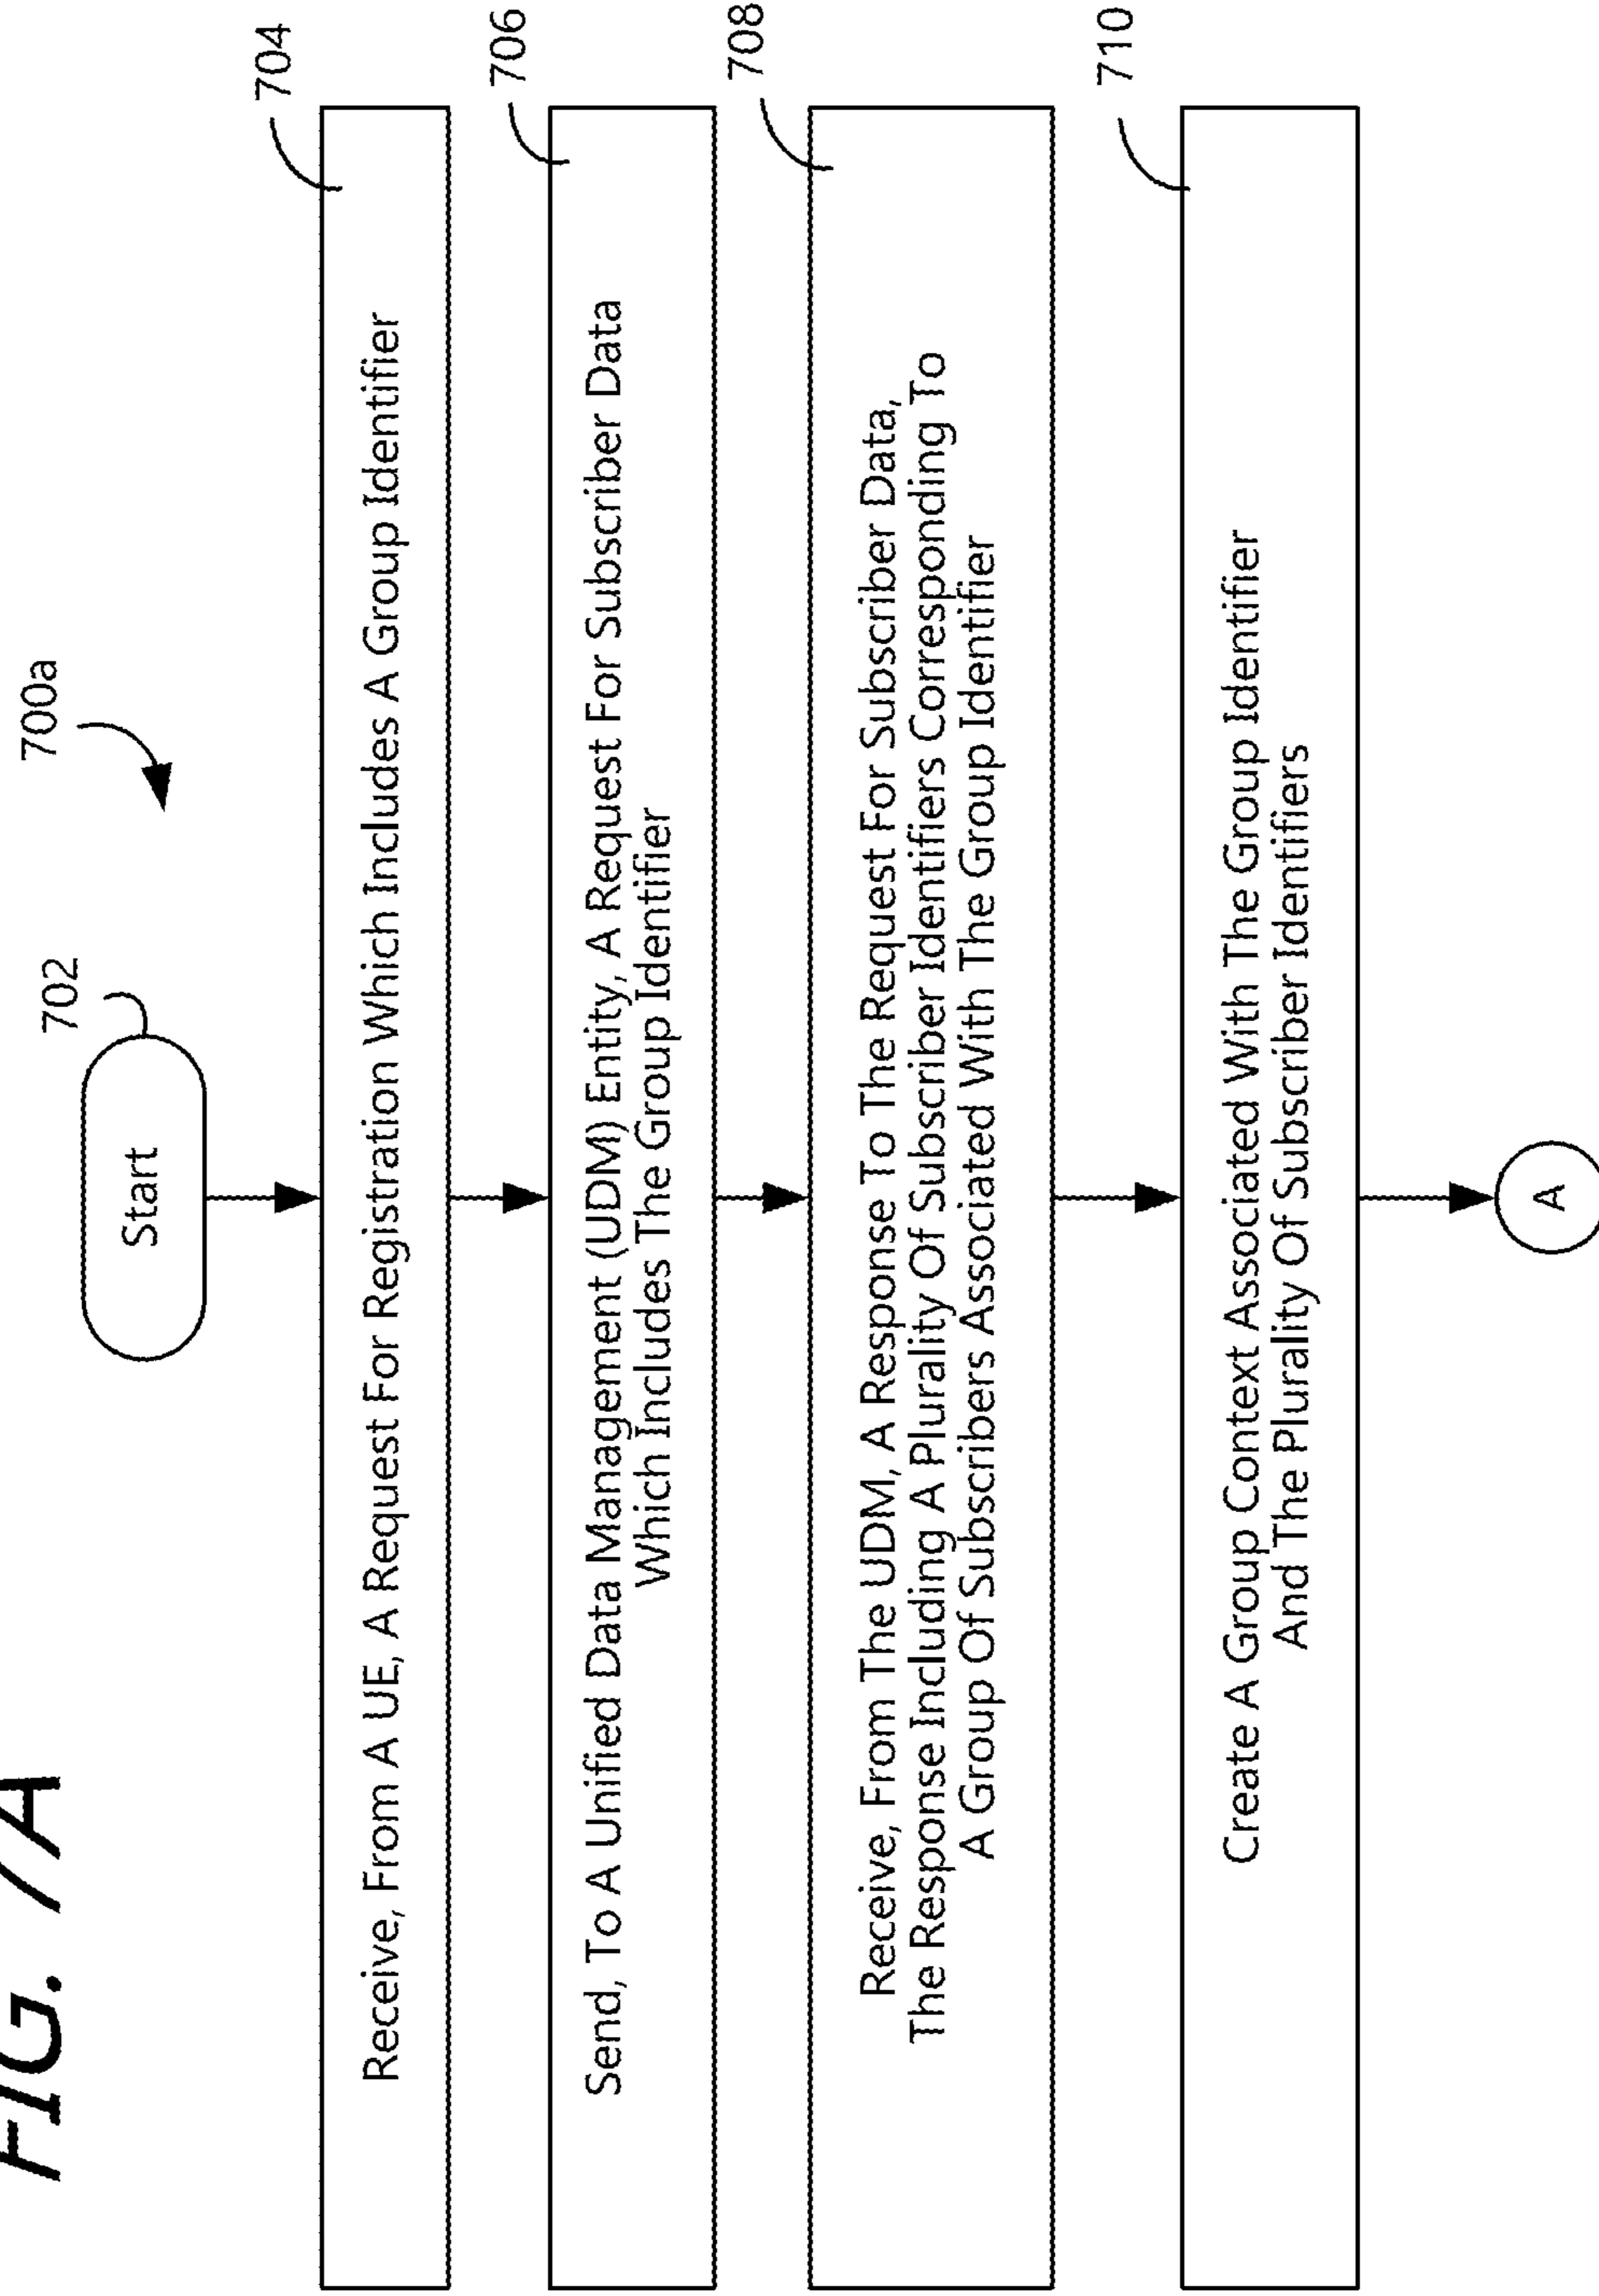 FIG. 7A
700a
702
Start
704
Receive, From A UE, A Request For Registration Which Includes A Group Identifier
706
Send, To A Unified Data Management (UDM) Entity, A Request For Subscriber Data
Which Includes The Group Identifier
708
Receive, From The UDM, A Response To The Request For Subscriber Data,
The Response Including A Plurality Of Subscriber Identifiers Corresponding To
A Group Of Subscribers Associated With The Group Identifier
710
Create A Group Context Associated With The Group Identifier
And The Plurality Of Subscriber Identifiers
A